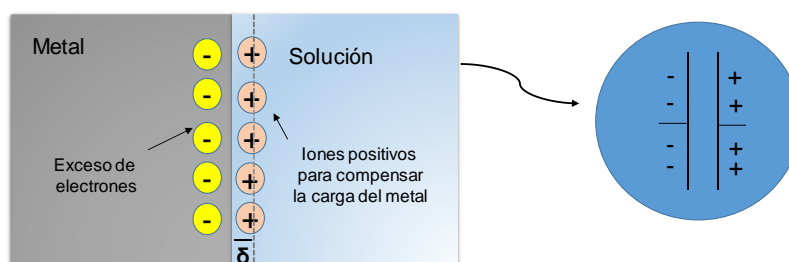 Metal
Solución
Exceso de
electrones
Iones positivos
para compensar
la carga del metal
- +
- +
- +
- +
- +
δ
- +
- +
- +
- +